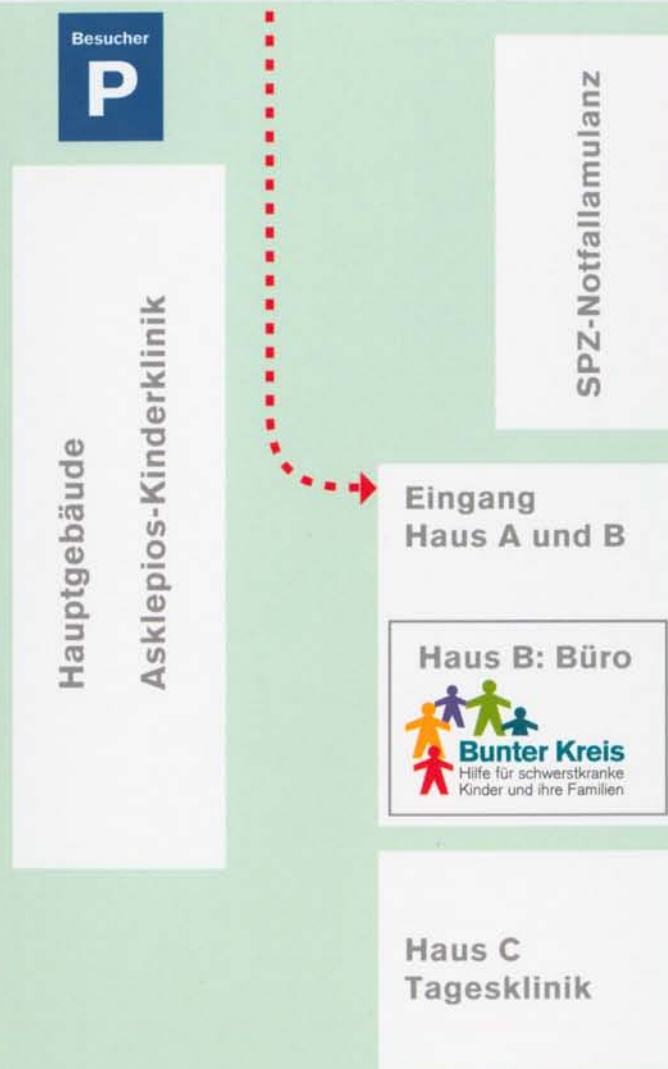 Besucher
P
SPZ-Notfallamulanz
Hauptgebäude
Asklepios-Kinderklinik
Eingang
Haus A und B
Haus B: Büro
Bunter Kreis
Hilfe für schwerstkranke
Kinder und ihre Familien
Haus C
Tagesklinik